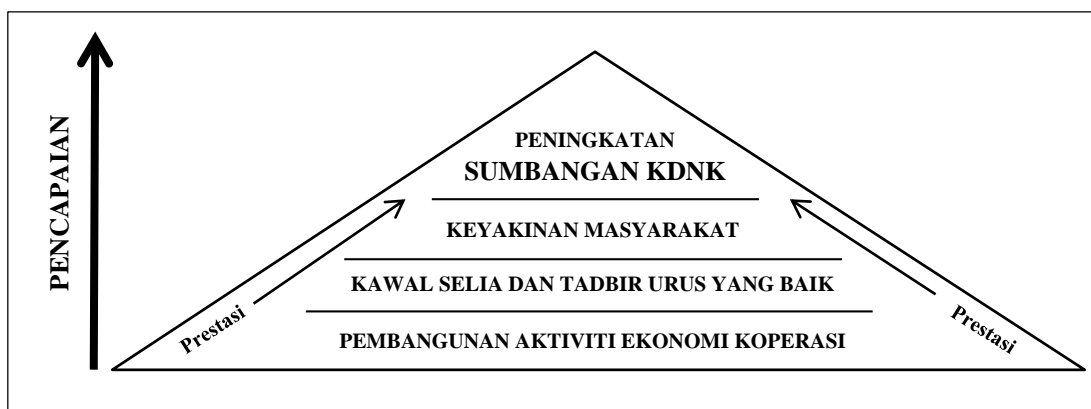 PENCAPAIAN
PENINGKATAN
SUMBANGAN KDNK
KEYAKINAN MASYARAKAT
KAWAL SELIA DAN TADBIR URUS YANG BAIK
Prestasi
Prestasi
PEMBANGUNAN AKTIVITI EKONOMI KOPERASI